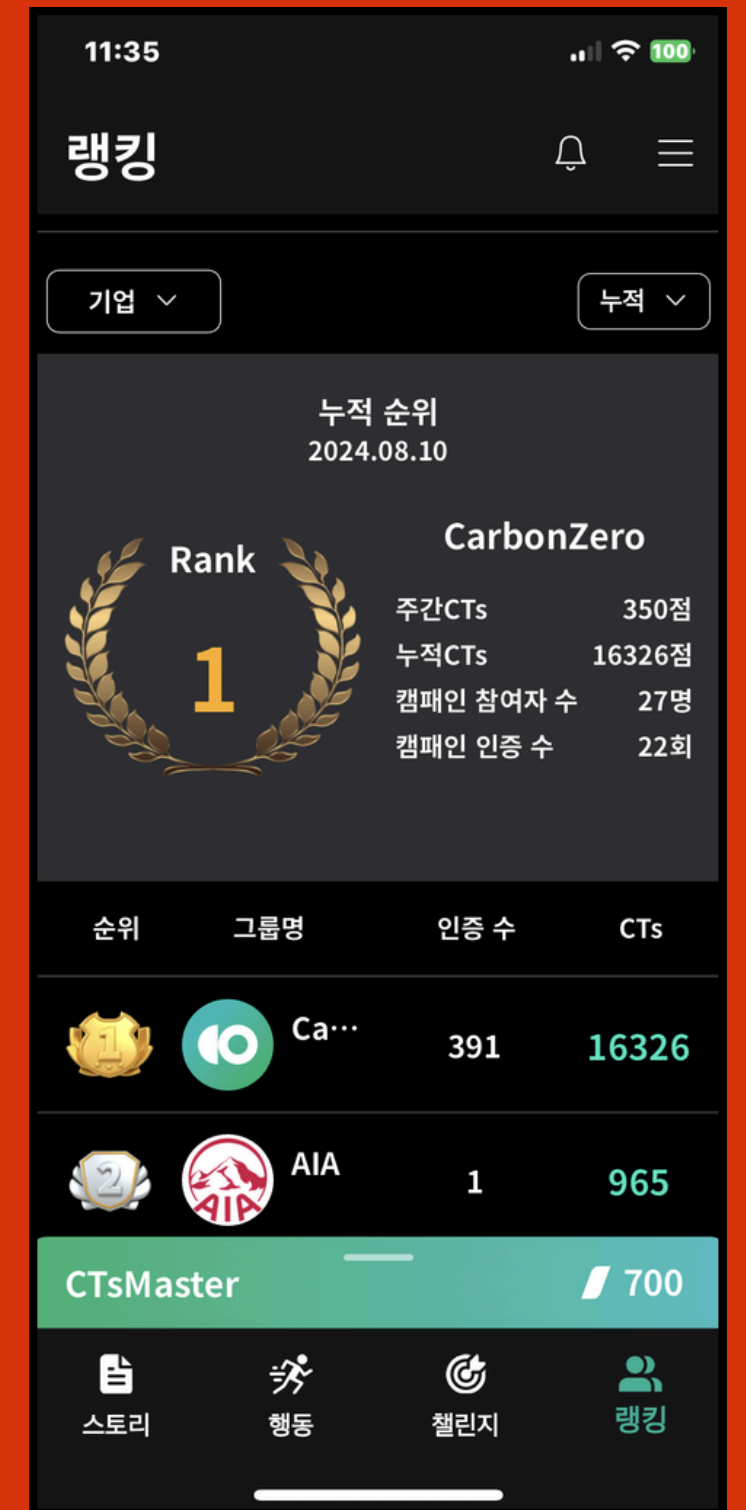 11:35
100
랭킹
기업
누적
누적 순위
2024.08.10
Rank
1
CarbonZero
주간CTs 350점
누적CTs 16326점
캠패인 참여자 수 27명
캠패인 인증 수 22회
순위 그룹명 인증 수 CTs
1 Ca… 391 16326
2 AIA AIA 1 965
CTsMaster 700
스토리 행동 챌린지 랭킹